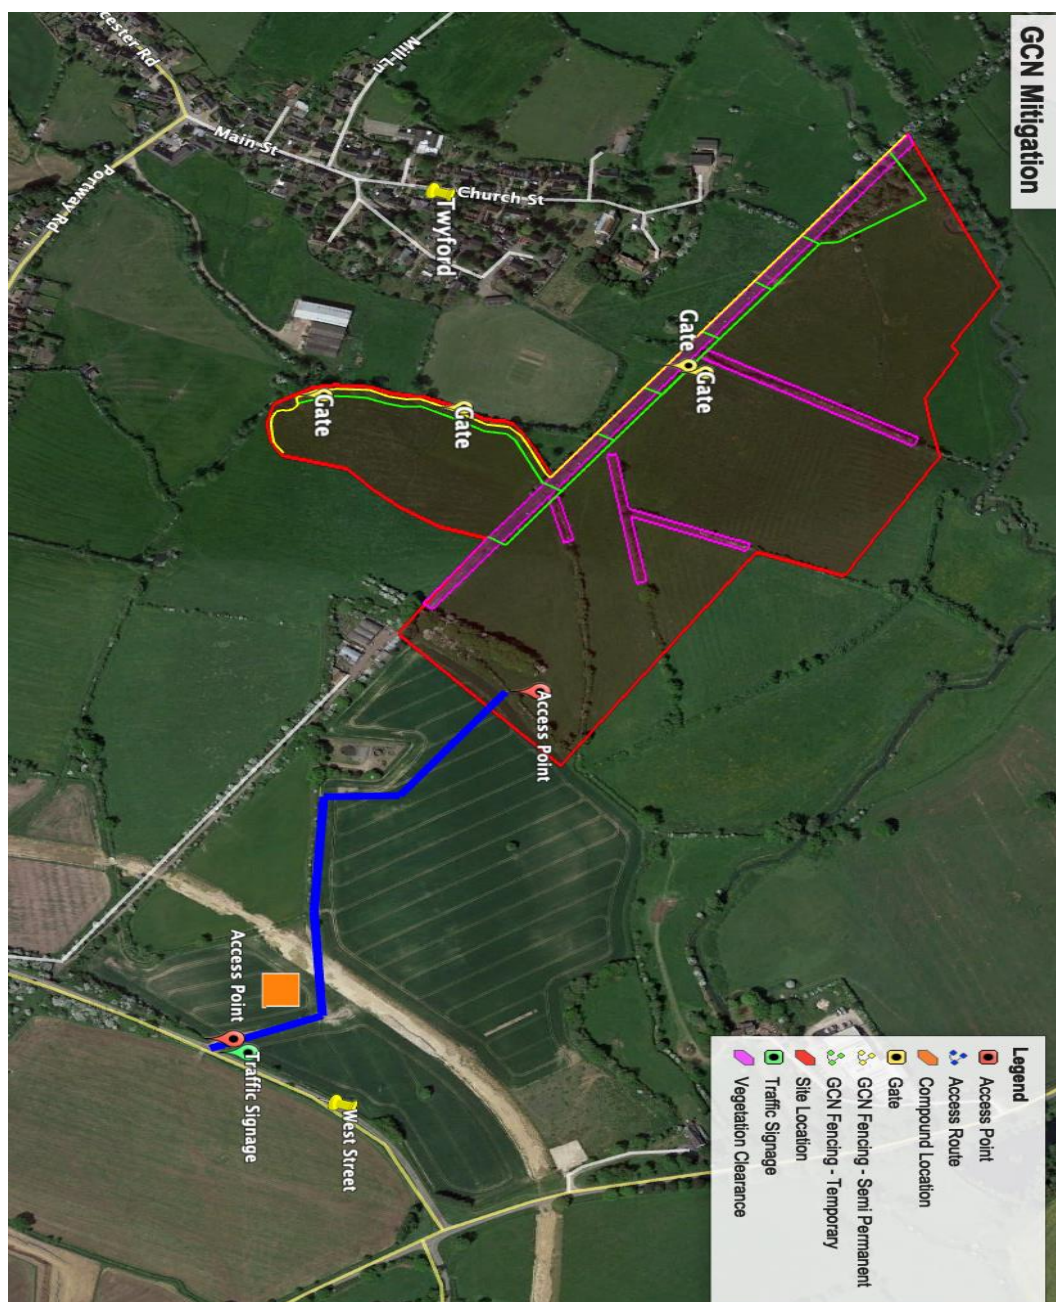 GCN Mitigation
Legend
Access Point
Access Route
Compound Location
Gate
GCN Fencing - Semi Permanent
GCN Fencing - Temporary
Site Location
Traffic Signage
Vegetation Clearance
Mill Ln
cester Rd
Main St
Church St
Portway Rd
Twyford
Gate
Gate
Gate
Gate
Access Point
Access Point
Traffic Signage
West Street